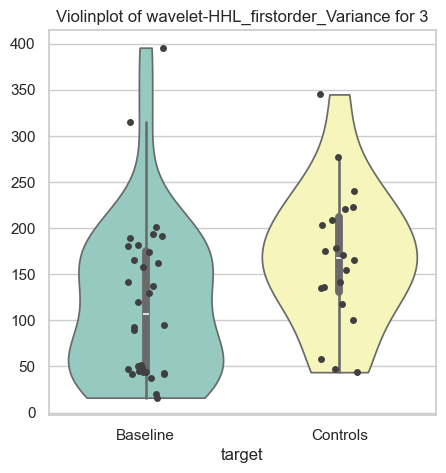 Violinplot of wavelet-HHL_firstorder_Variance for 3
400
350
300
250
200
150
100
50
0
Baseline
Controls
target